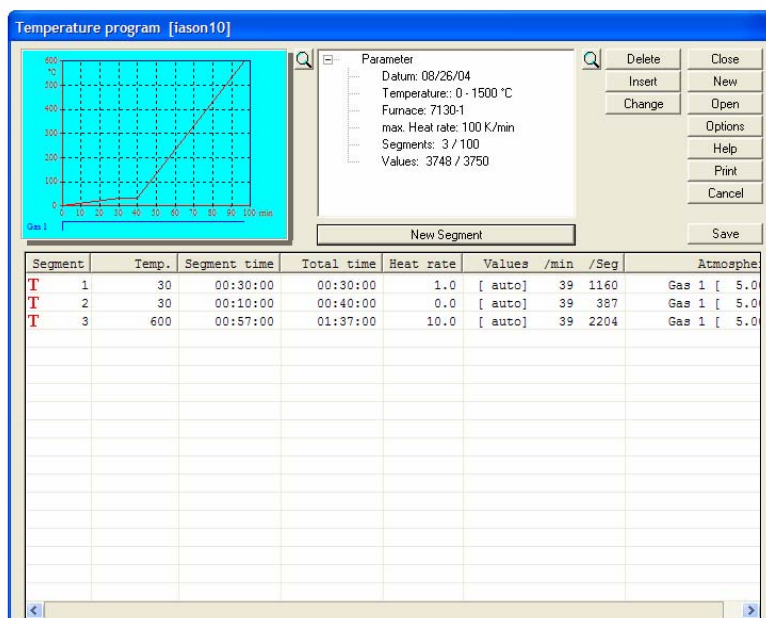 Temperature program [iason10]
600
°C
500
400
300
200
100
0
0 10 20 30 40 50 60 70 80 90 100 min
Gas 1
Parameter
Datum: 08/26/04
Temperature:: 0 - 1500 °C
Furnace: 7130-1
max. Heat rate: 100 K/min
Segments: 3 / 100
Values: 3748 / 3750
New Segment
Delete
Insert
Change
Close
New
Open
Options
Help
Print
Cancel
Save
Segment Temp. Segment time Total time Heat rate Values /min /Seg Atmosphe
T 1 30 00:30:00 00:30:00 1.0 [ auto] 39 1160 Gas 1 [ 5.0
T 2 30 00:10:00 00:40:00 0.0 [ auto] 39 387 Gas 1 [ 5.0
T 3 600 00:57:00 01:37:00 10.0 [ auto] 39 2204 Gas 1 [ 5.0